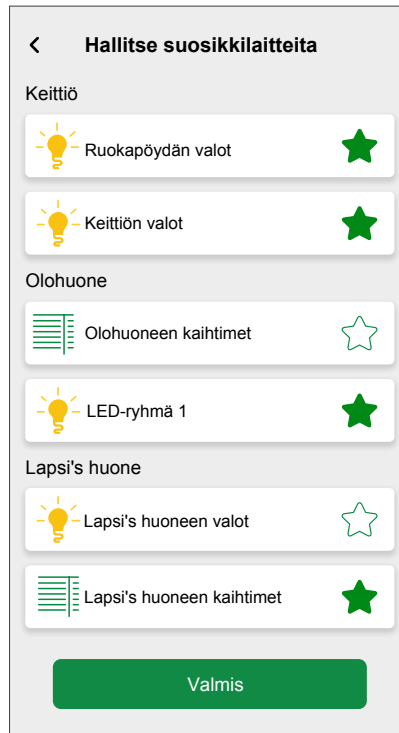 Hallitse suosikkilaitteita
Keittiö
Ruokapöydän valot
Keittiön valot
Olohuone
Olohuoneen kaihtimet
LED-ryhmä 1
Lapsi's huone
Lapsi's huoneen valot
Lapsi's huoneen kaihtimet
Valmis